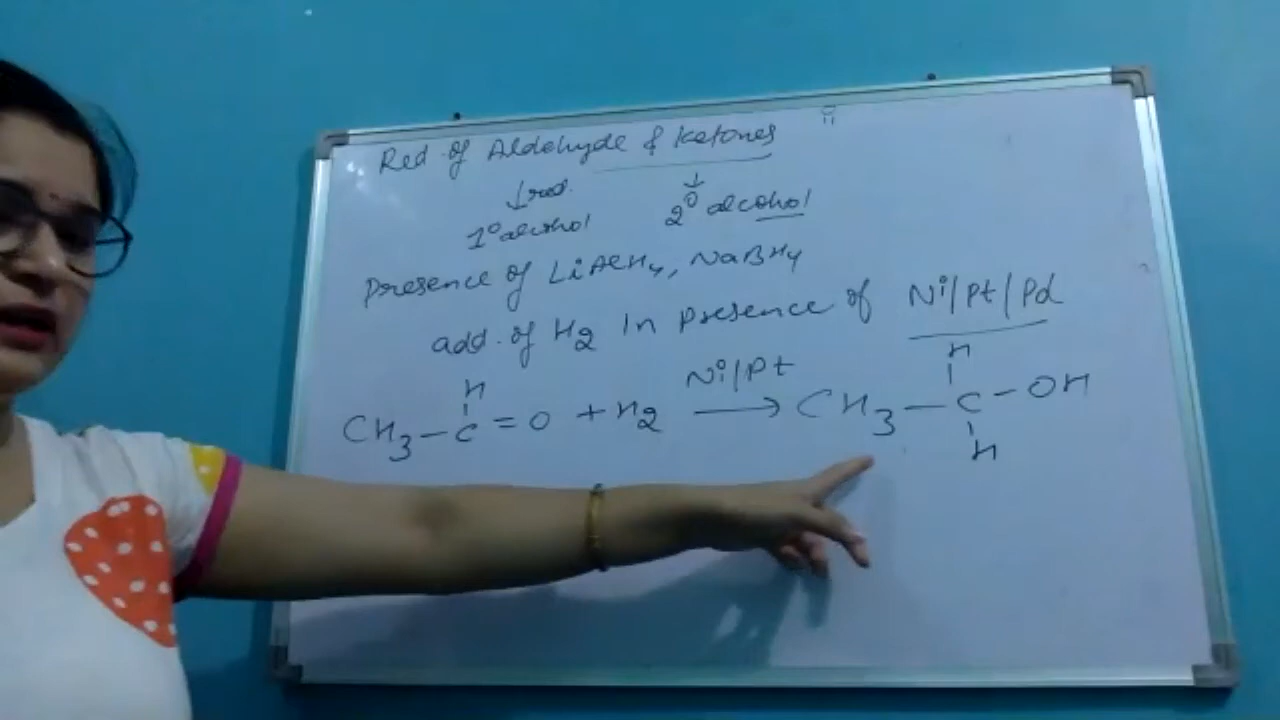 Red. of Aldehyde & Ketones
↓ red. ↓
1° alcohol 2° alcohol
Presence of LiAlH4, NaBH4
add. of H2 In presence of Ni/Pt/Pd
H H
CH3-C=O + H2 Ni/Pt → CH3-C-OH
H